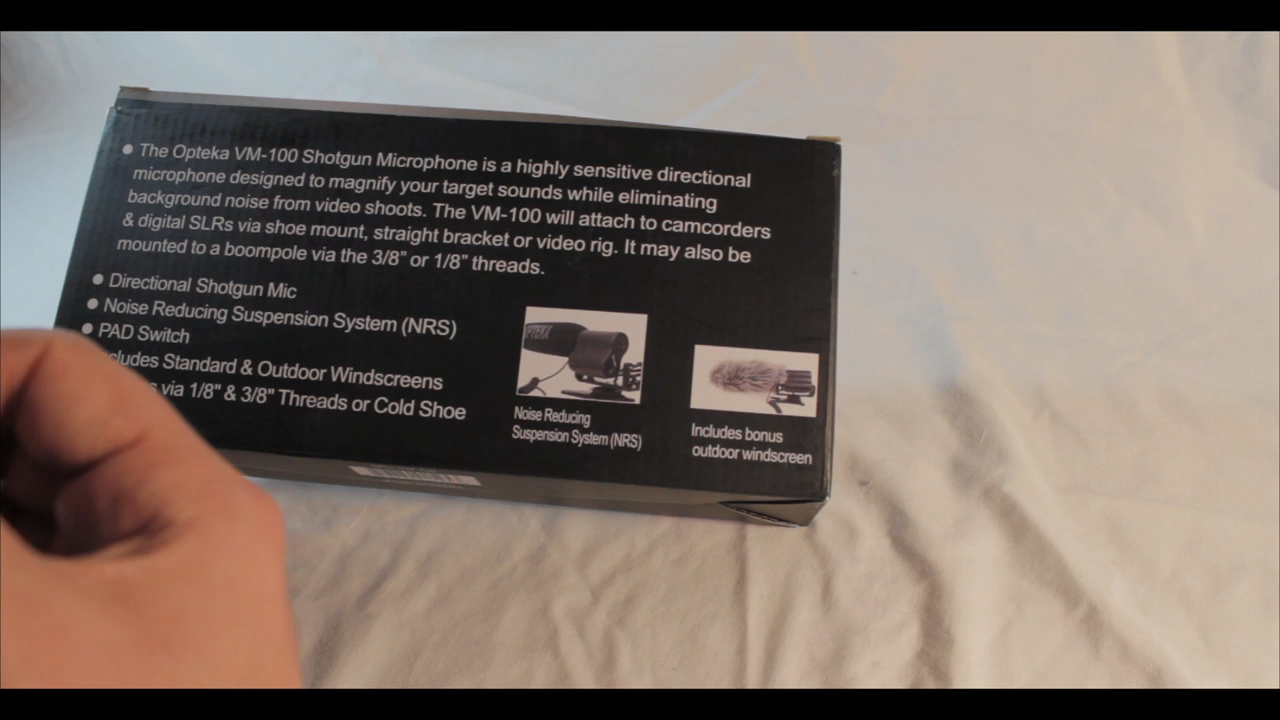 The Opteka VM-100 Shotgun Microphone is a highly sensitive directional
microphone designed to magnify your target sounds while eliminating
background noise from video shoots. The VM-100 will attach to camcorders
& digital SLRs via shoe mount, straight bracket or video rig. It may also be
mounted to a boompole via the 3/8” or 1/8” threads.
Directional Shotgun Mic
Noise Reducing Suspension System (NRS)
PAD Switch
Standard & Outdoor Windscreens
via 1/8" & 3/8" Threads or Cold Shoe
OPTEKA
Noise Reducing
Suspension System (NRS)
Includes bonus
outdoor windscreen